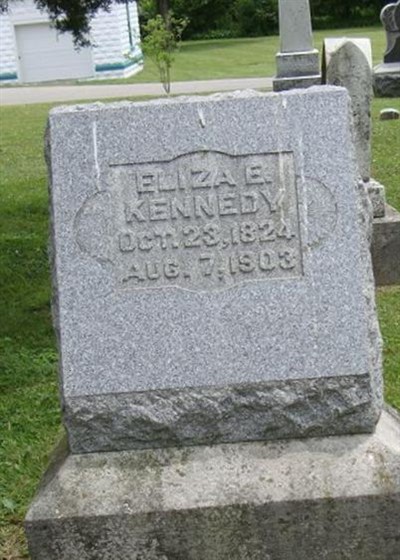 ELIZA E.
KENNEDY
OCT. 23, 1824
AUG. 7, 1903